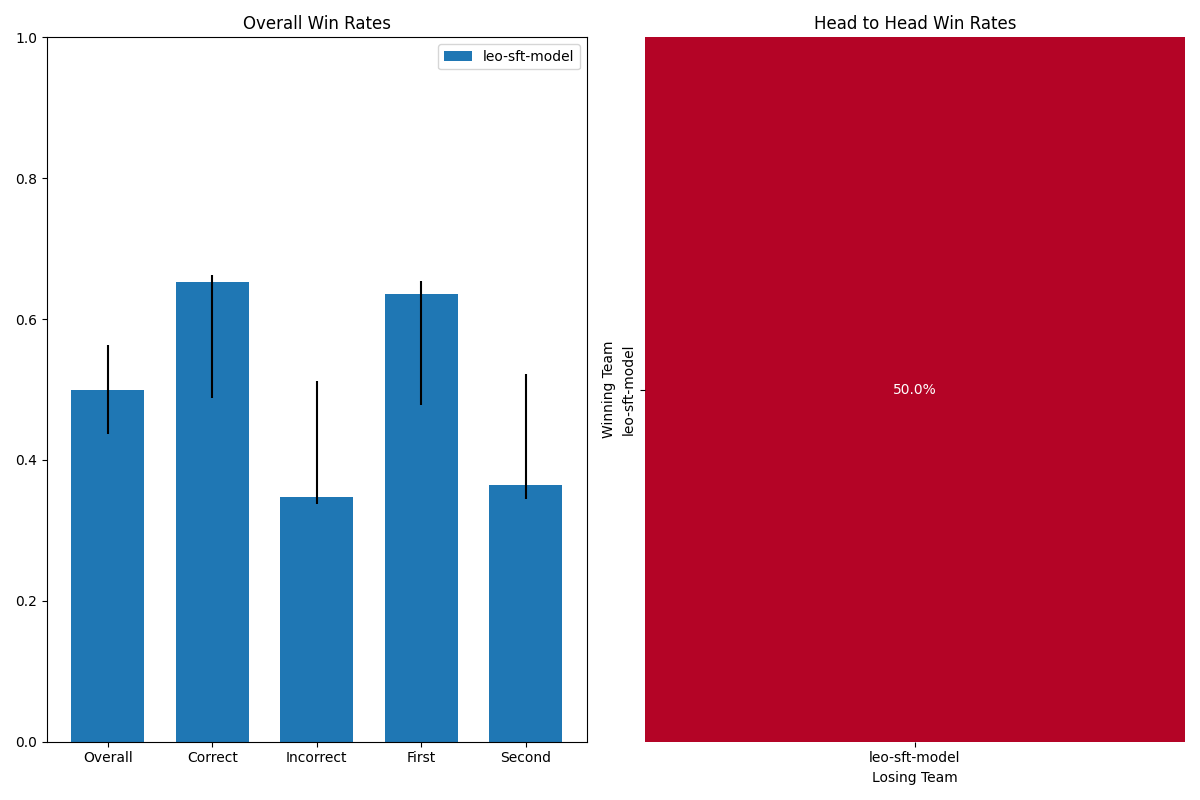 Overall Win Rates
leo-sft-model
1.0
0.8
0.6
0.4
0.2
0.0
Overall
Correct
Incorrect
First
Second
Head to Head Win Rates
Winning Team
leo-sft-model
50.0%
leo-sft-model
Losing Team